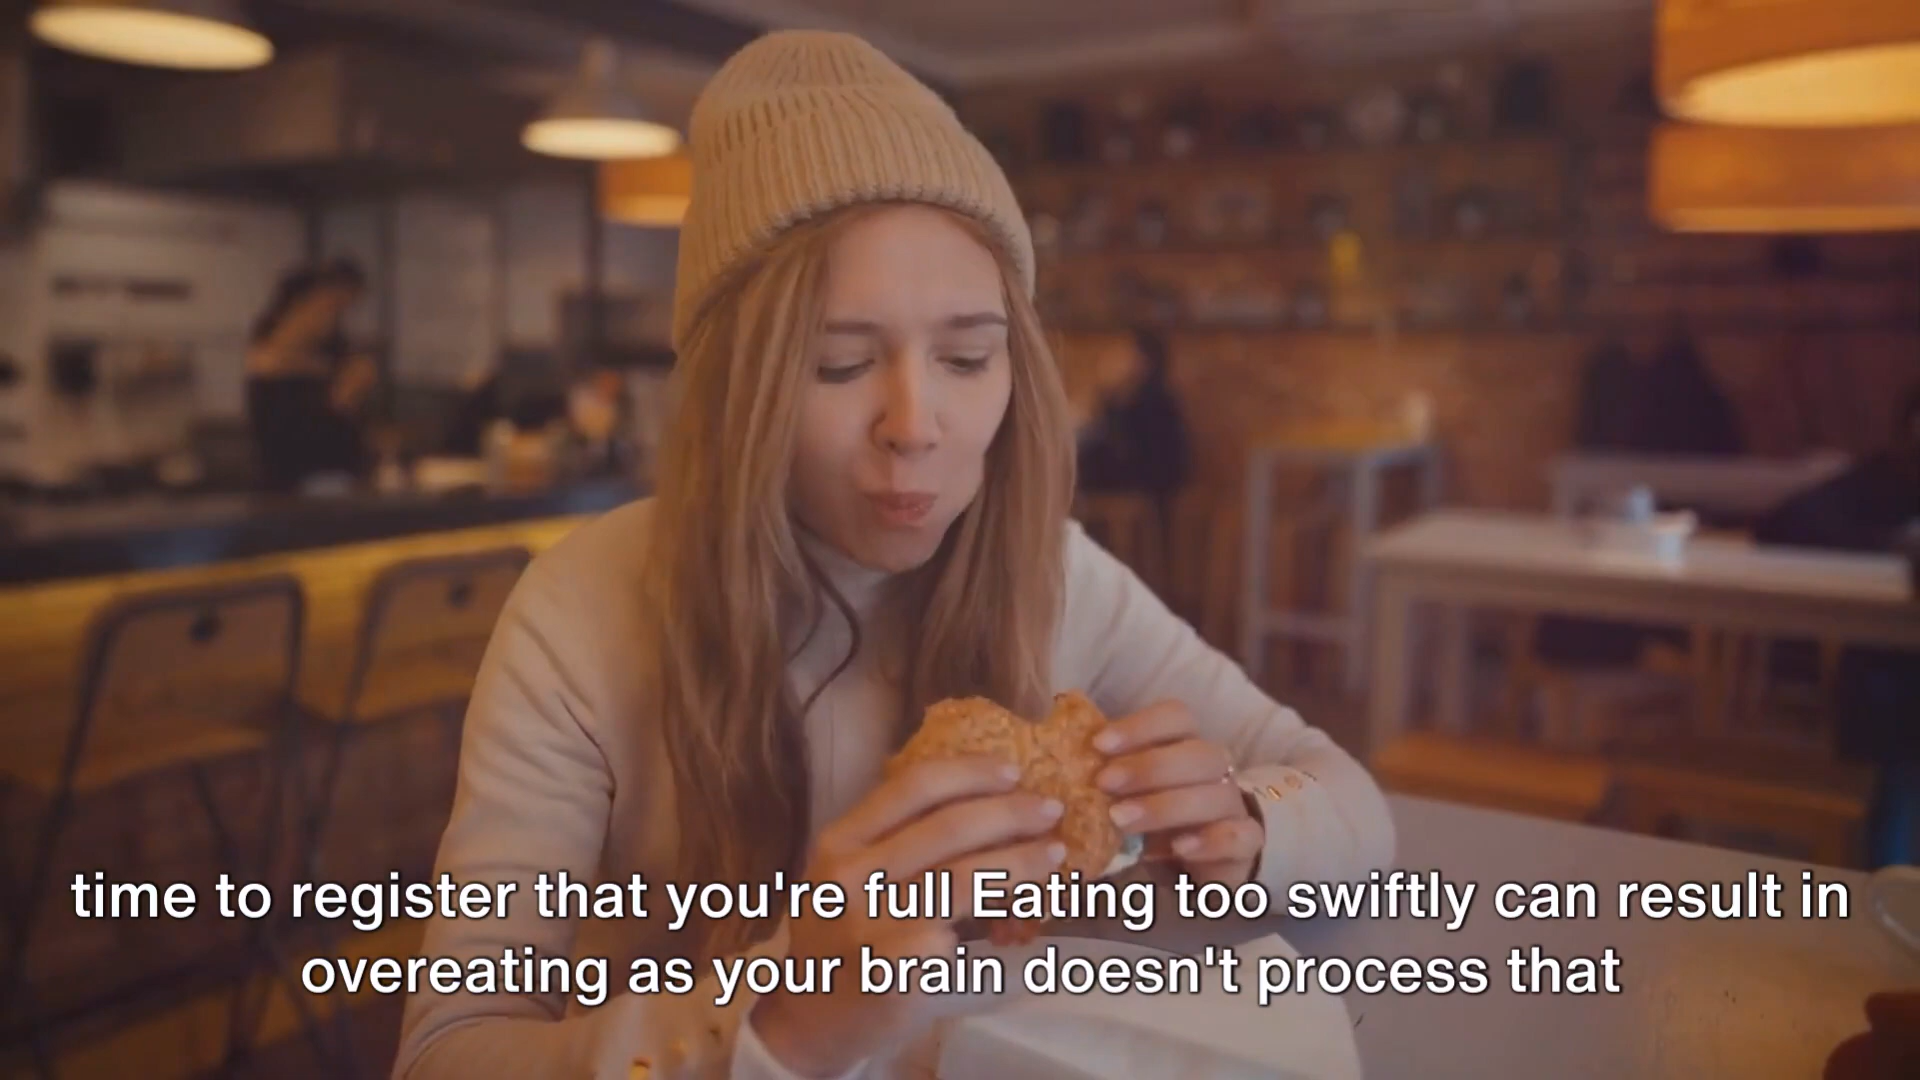 time to register that you're full Eating too swiftly can result in
overeating as your brain doesn't process that